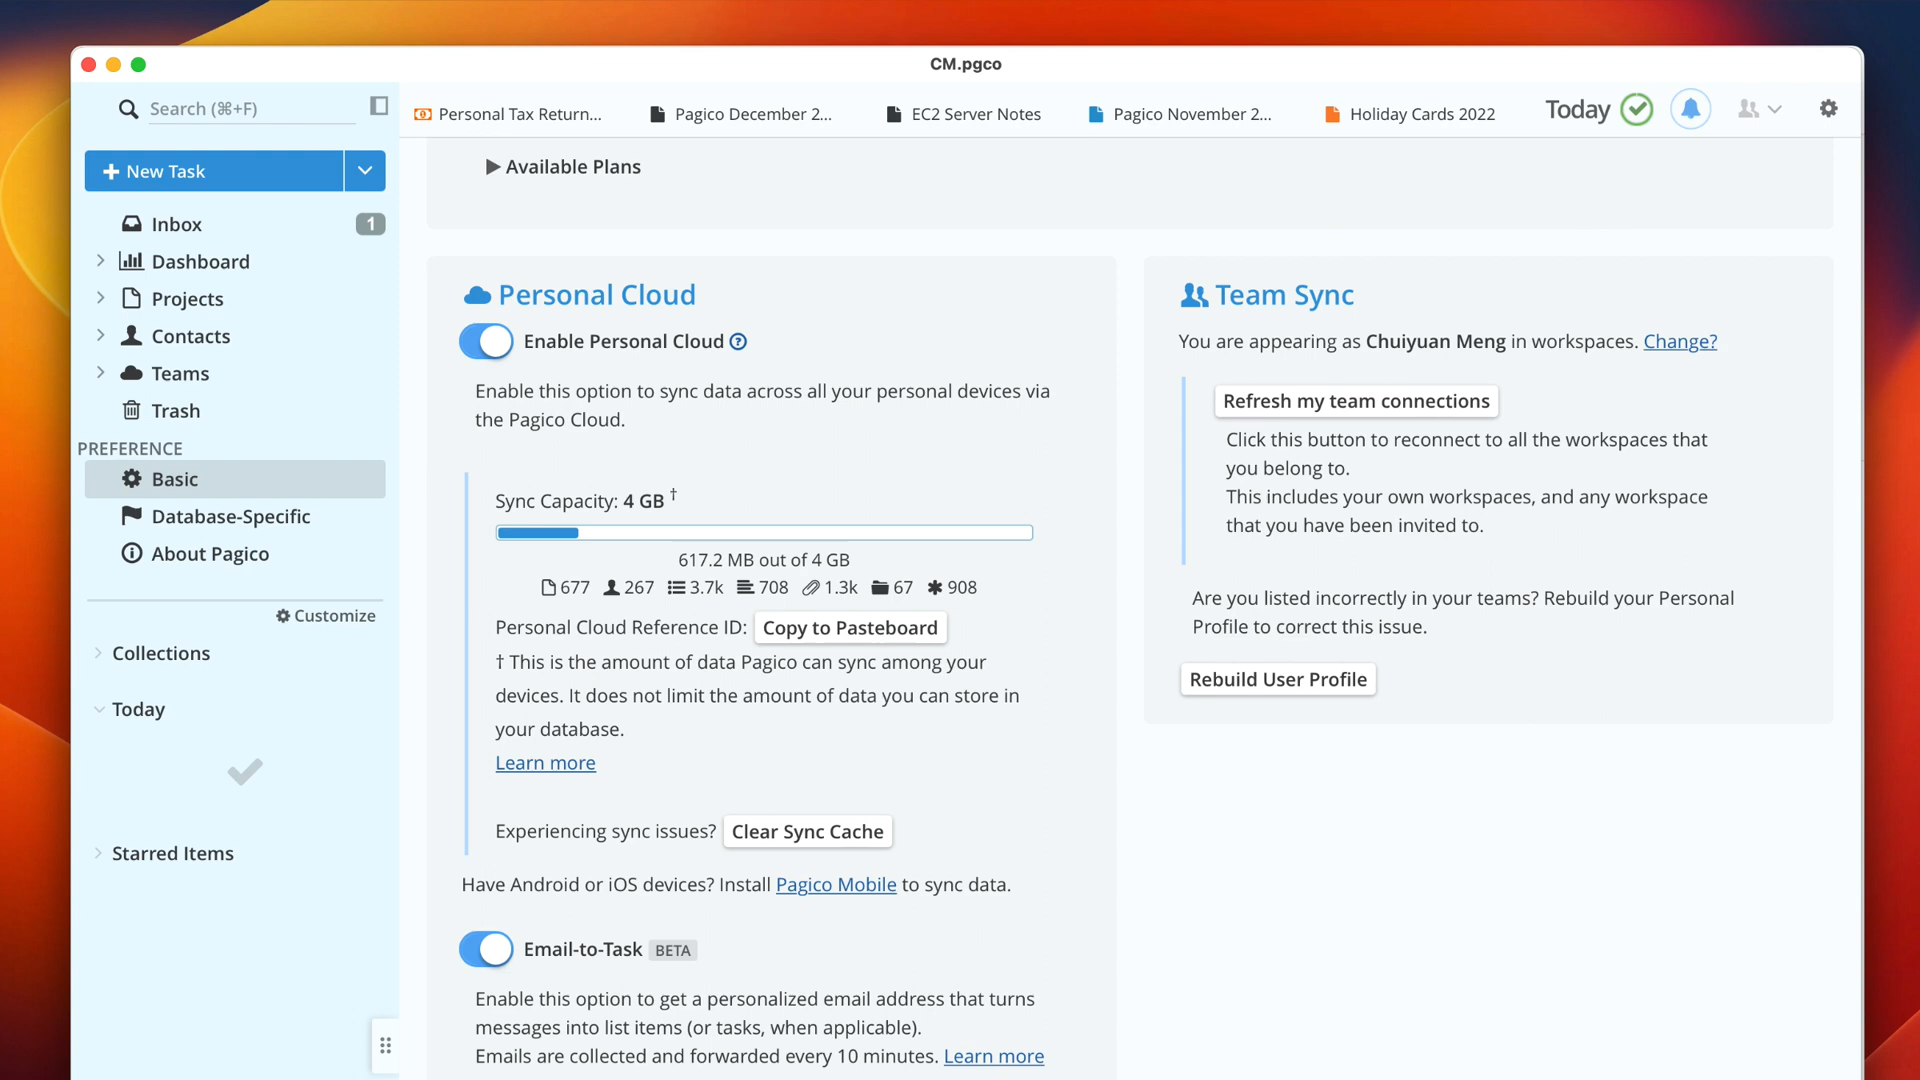 CM.pgco
Search (⌘+F)
Personal Tax Return...
Pagico December 2...
EC2 Server Notes
Pagico November 2...
Holiday Cards 2022
Today
New Task
Inbox
1
Dashboard
Projects
Contacts
Teams
Trash
PREFERENCE
Basic
Database-Specific
About Pagico
Customize
Collections
Today
Starred Items
Available Plans
Personal Cloud
Enable Personal Cloud
Enable this option to sync data across all your personal devices via
the Pagico Cloud.
Sync Capacity: 4 GB †
617.2 MB out of 4 GB
677 267 3.7k 708 1.3k 67 908
Personal Cloud Reference ID: Copy to Pasteboard
† This is the amount of data Pagico can sync among your
devices. It does not limit the amount of data you can store in
your database.
Learn more
Experiencing sync issues? Clear Sync Cache
Have Android or iOS devices? Install Pagico Mobile to sync data.
Email-to-Task BETA
Enable this option to get a personalized email address that turns
messages into list items (or tasks, when applicable).
Emails are collected and forwarded every 10 minutes. Learn more
Team Sync
You are appearing as Chuiyuan Meng in workspaces. Change?
Refresh my team connections
Click this button to reconnect to all the workspaces that
you belong to.
This includes your own workspaces, and any workspace
that you have been invited to.
Are you listed incorrectly in your teams? Rebuild your Personal
Profile to correct this issue.
Rebuild User Profile